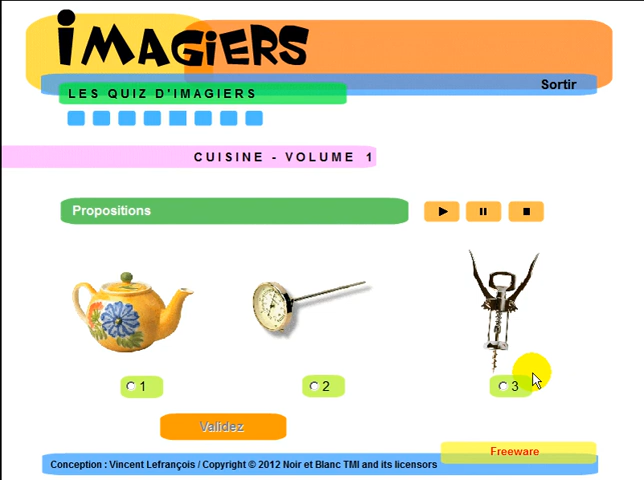 iMAGiERS
Sortir
LES QUIZ D'IMAGIERS
CUISINE - VOLUME 1
Propositions
1
2
3
Validez
Freeware
Conception : Vincent Lefrançois / Copyright © 2012 Noir et Blanc TMI and its licensors